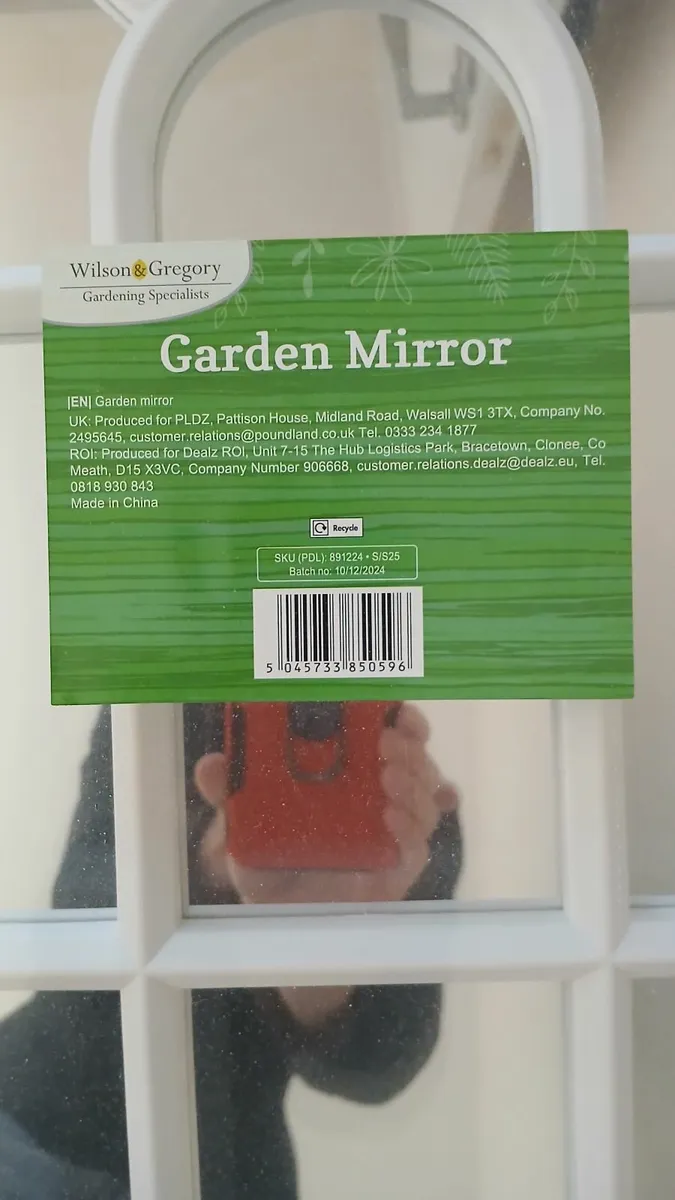 Wilson&Gregory
Gardening Specialists
Garden Mirror
|EN| Garden mirror
UK: Produced for PLDZ, Pattison House, Midland Road, Walsall WS1 3TX, Company No.
2495645, customer.relations@poundland.co.uk Tel. 0333 234 1877
ROI: Produced for Dealz ROI, Unit 7-15 The Hub Logistics Park, Bracetown, Clonee, Co
Meath, D15 X3VC, Company Number 906668, customer.relations.dealz@dealz.eu, Tel.
0818 930 843
Made in China
Recycle
SKU (PDL): 891224 • S/S25
Batch no: 10/12/2024
5 045733 850596